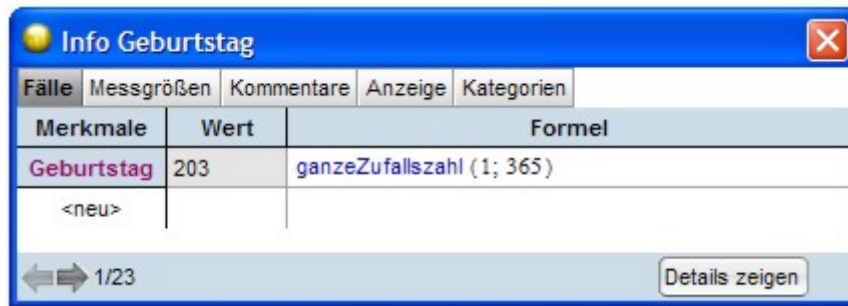 Info Geburtstag
Fälle Messgrößen Kommentare Anzeige Kategorien
Merkmale Wert Formel
Geburtstag 203 ganzeZufallszahl (1; 365)
<neu>
1/23 Details zeigen